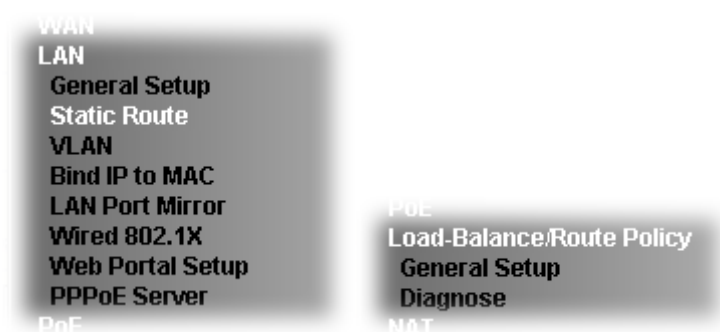 WAN
LAN
General Setup
Static Route
VLAN
Bind IP to MAC
LAN Port Mirror
Wired 802.1X
Web Portal Setup
PPPoE Server
PoE
PoE
Load-Balance/Route Policy
General Setup
Diagnose
NAT